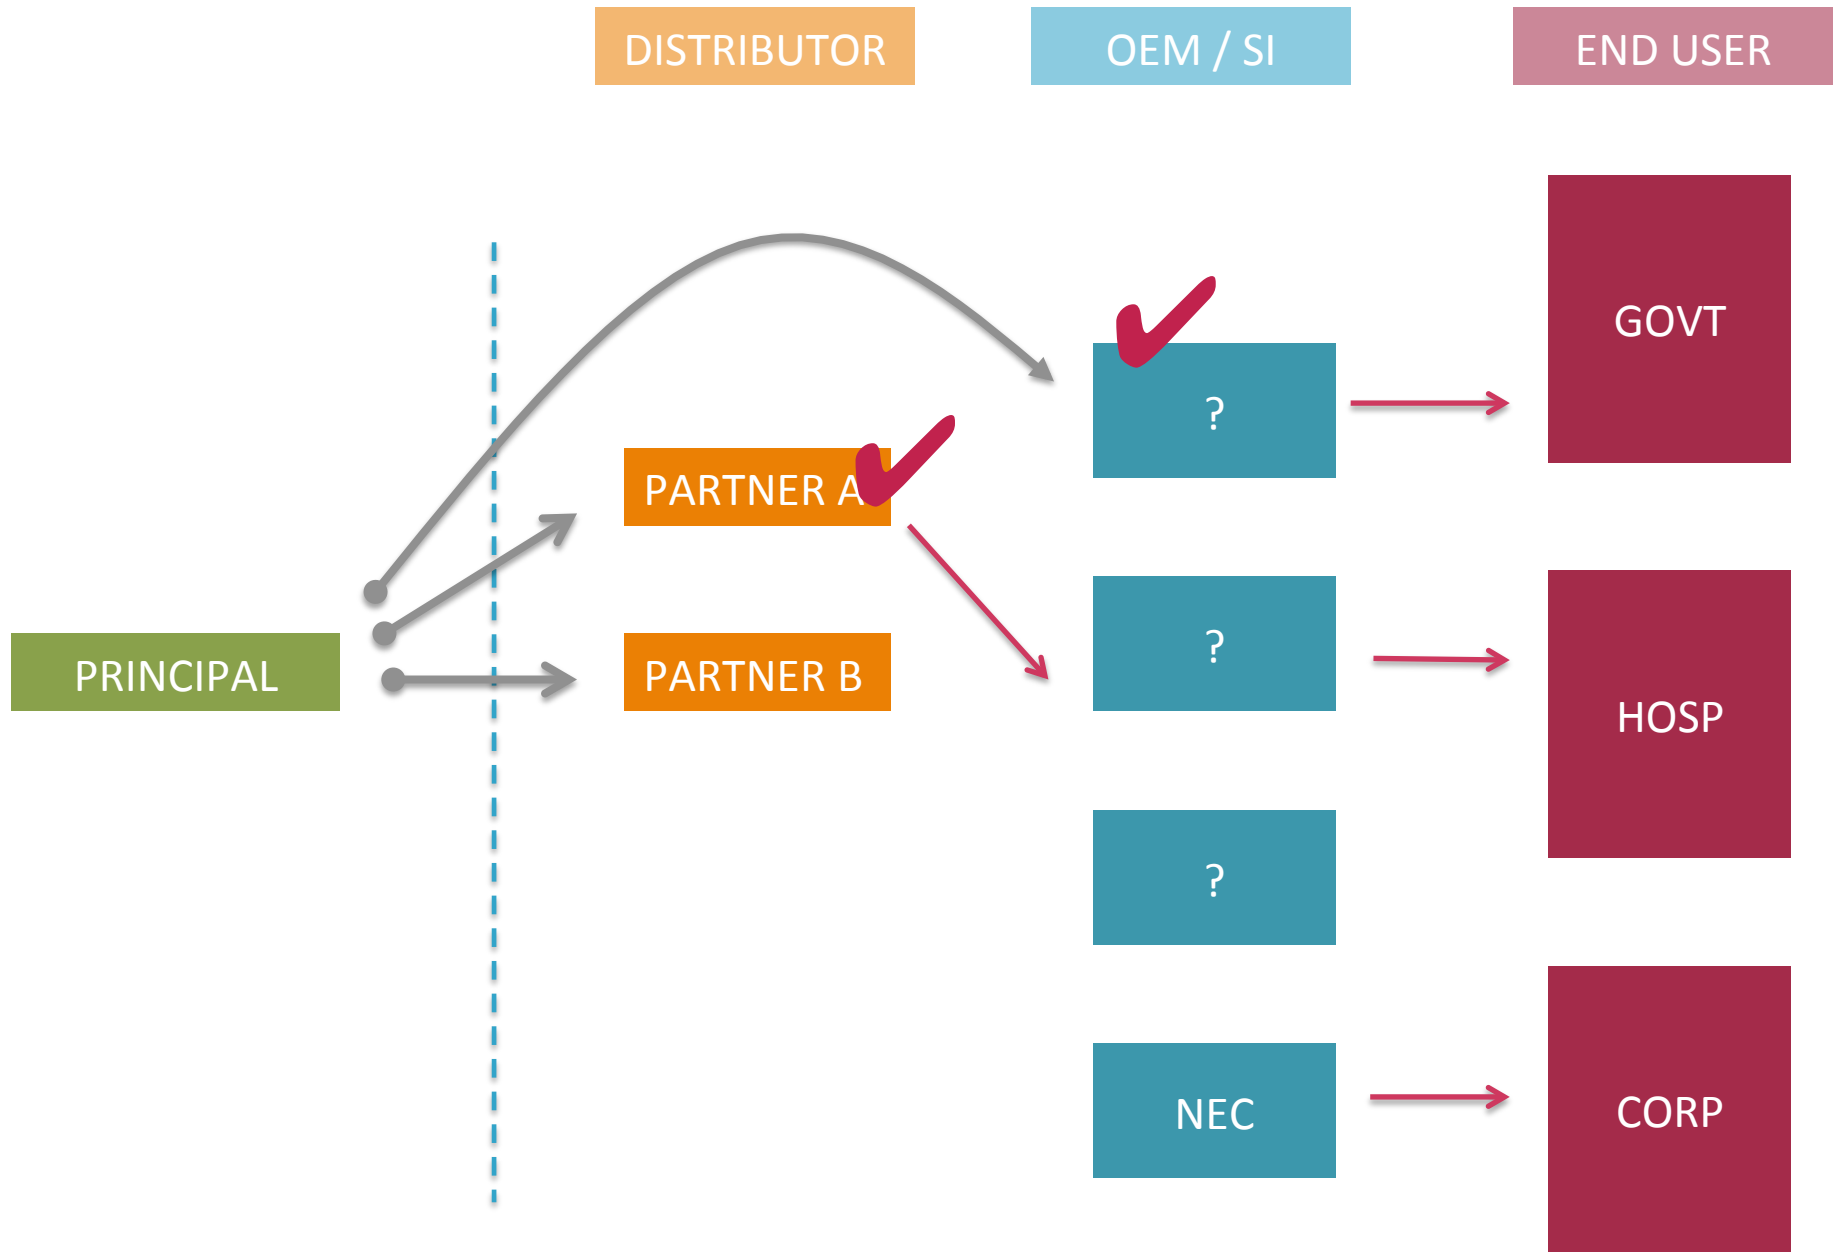 DISTRIBUTOR
OEM / SI
END USER
GOVT
?
PARTNER A
?
PRINCIPAL
PARTNER B
HOSP
?
NEC
CORP